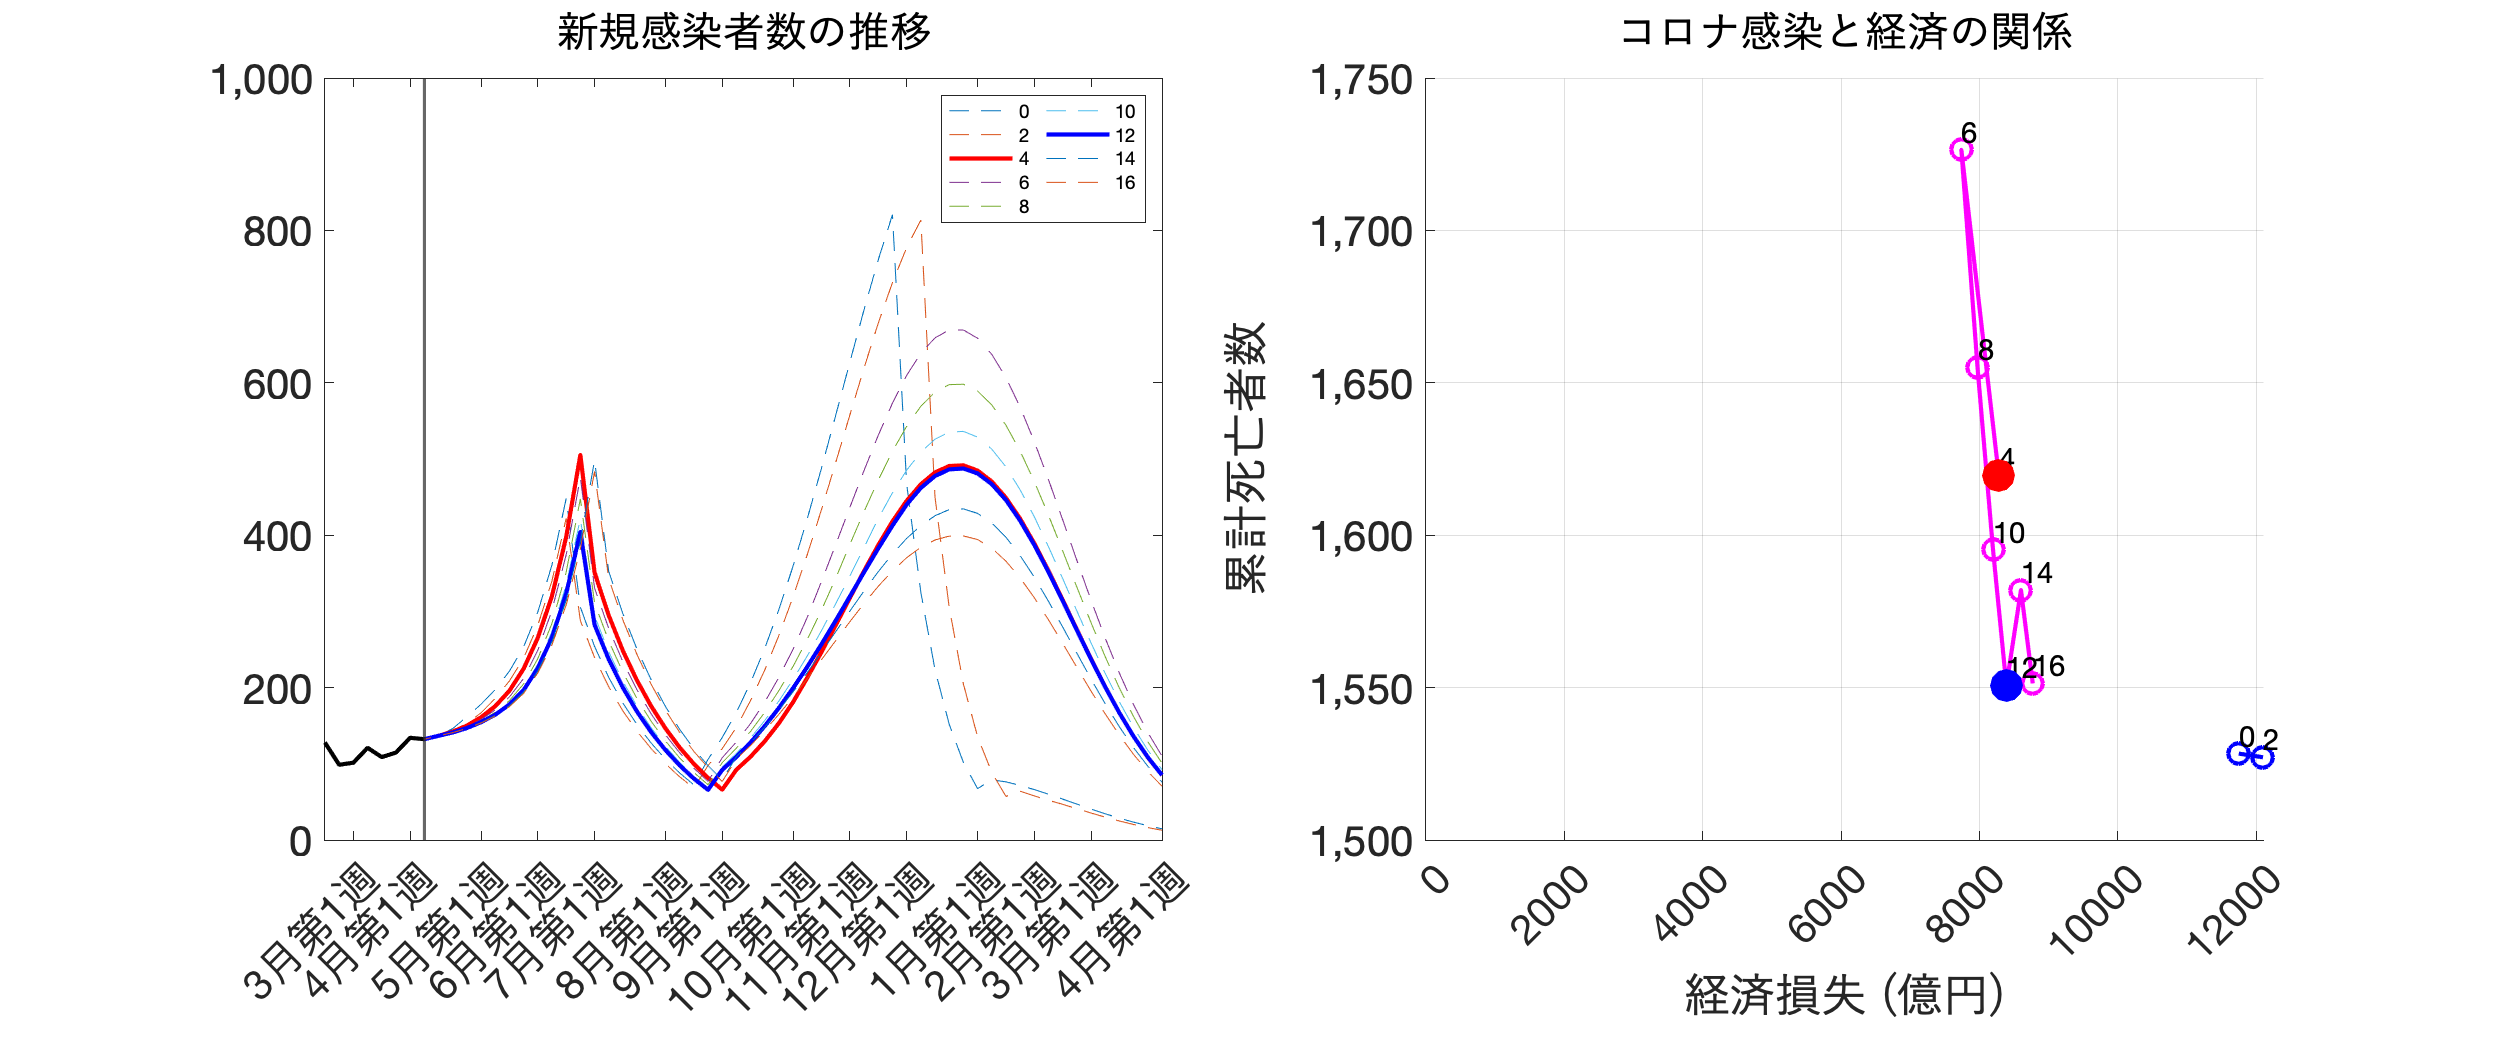 新規感染者数の推移
1,000
800
600
400
200
0
0 10
2 12
4 14
6 16
8
3月第1週
4月第1週
5月第1週
6月第1週
7月第1週
8月第1週
9月第1週
10月第1週
11月第1週
12月第1週
1月第1週
2月第1週
3月第1週
4月第1週
コロナ感染と経済の関係
累計死亡者数
1,750
1,700
1,650
1,600
1,550
1,500
6
8
4
10
14
12
16
0
2
0
2000
4000
6000
8000
10000
12000
経済損失 (億円)